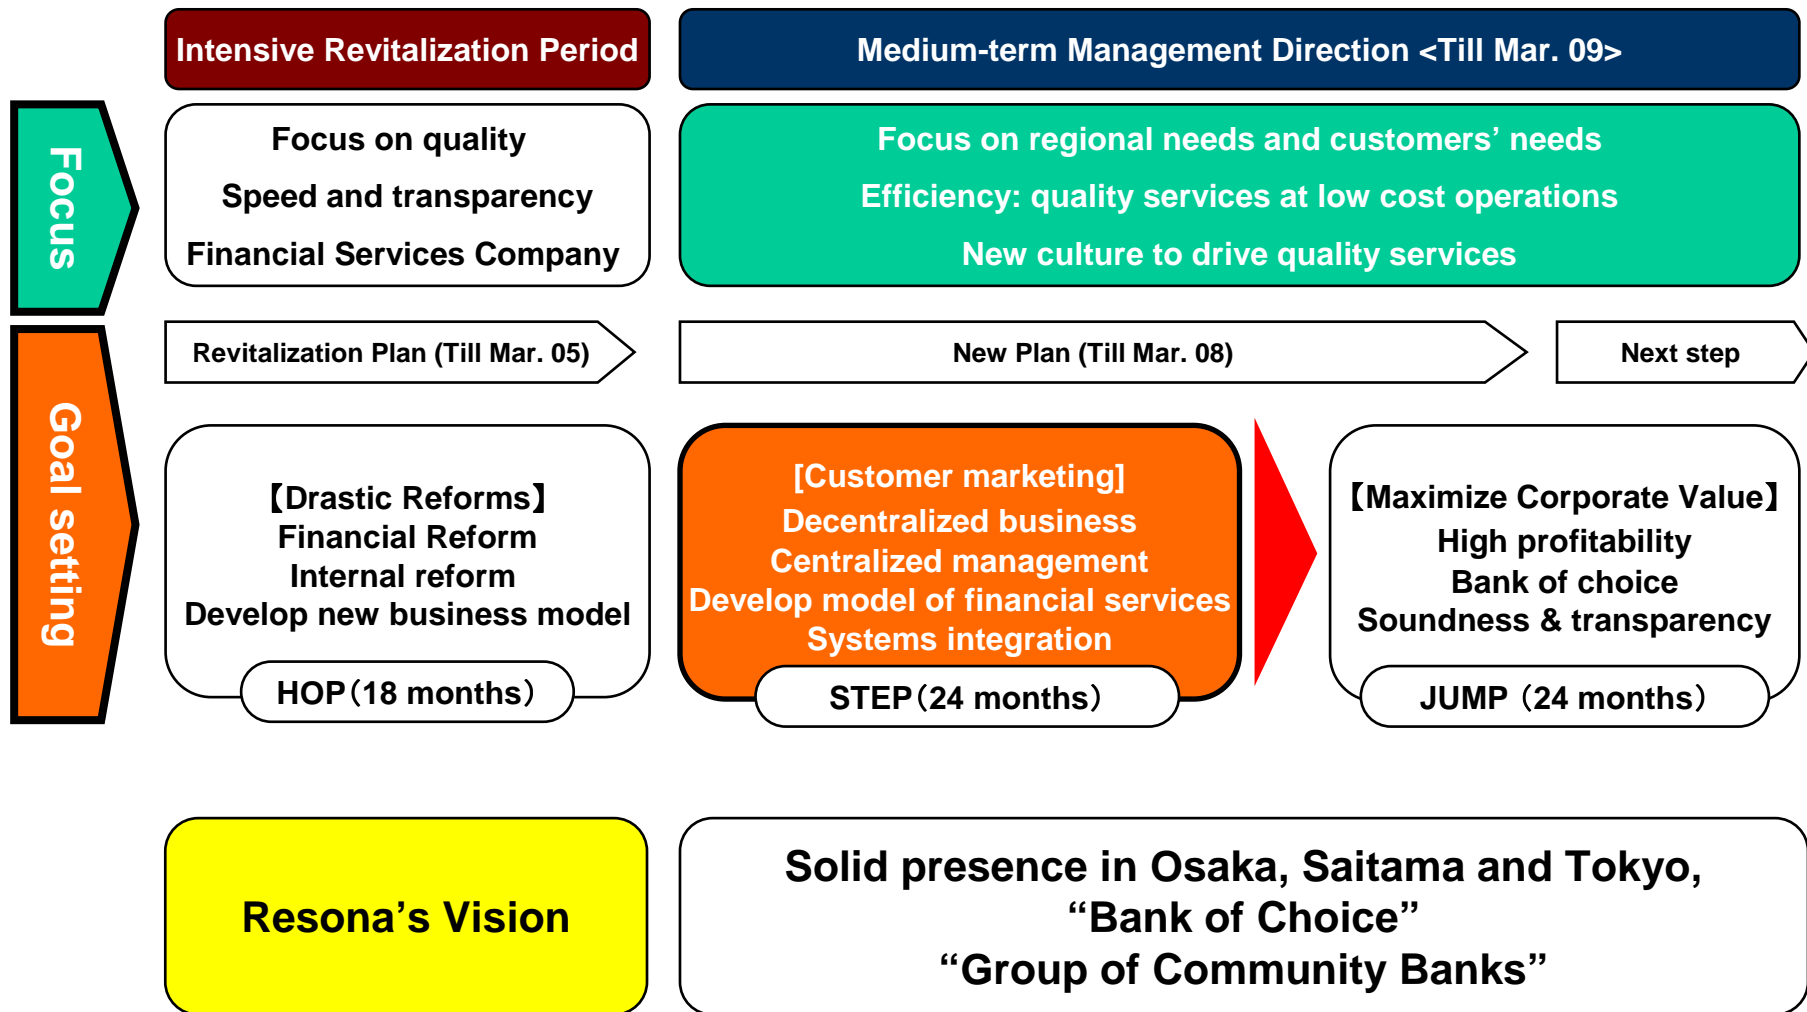 Intensive Revitalization Period
Medium-term Management Direction <Till Mar. 09>
Focus
Focus on quality
Speed and transparency
Financial Services Company
Focus on regional needs and customers’ needs
Efficiency: quality services at low cost operations
New culture to drive quality services
Goal setting
Revitalization Plan (Till Mar. 05)
New Plan (Till Mar. 08)
Next step
【Drastic Reforms】
Financial Reform
Internal reform
Develop new business model
HOP（18 months）
[Customer marketing]
Decentralized business
Centralized management
Develop model of financial services
Systems integration
STEP（24 months）
【Maximize Corporate Value】
High profitability
Bank of choice
Soundness & transparency
JUMP（24 months）
Resona’s Vision
Solid presence in Osaka, Saitama and Tokyo,
“Bank of Choice”
“Group of Community Banks”